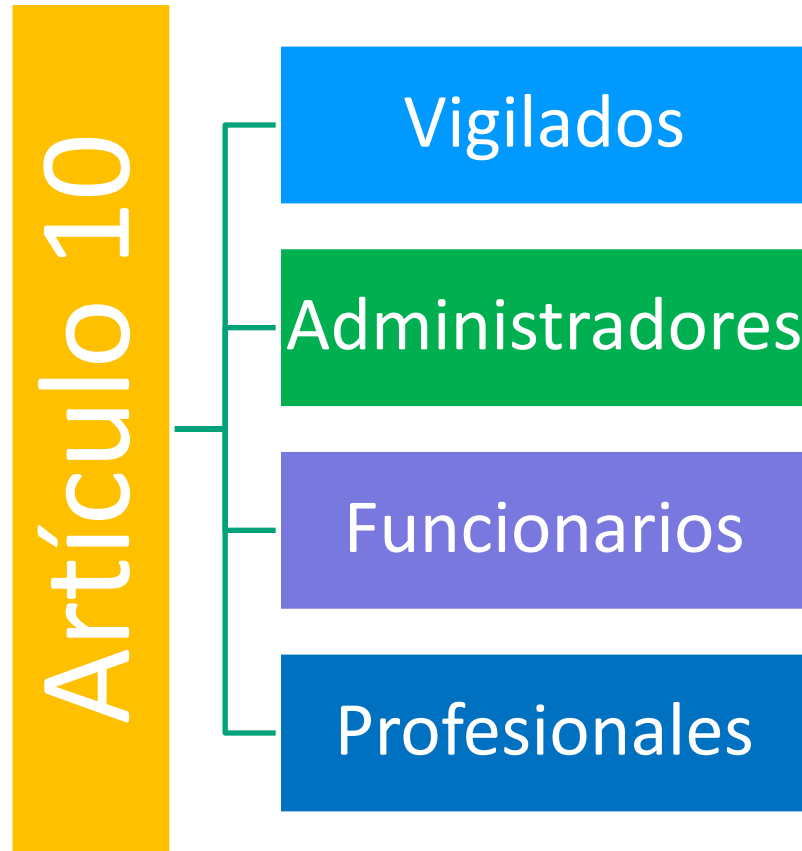 Artículo 10
Vigilados
Administradores
Funcionarios
Profesionales